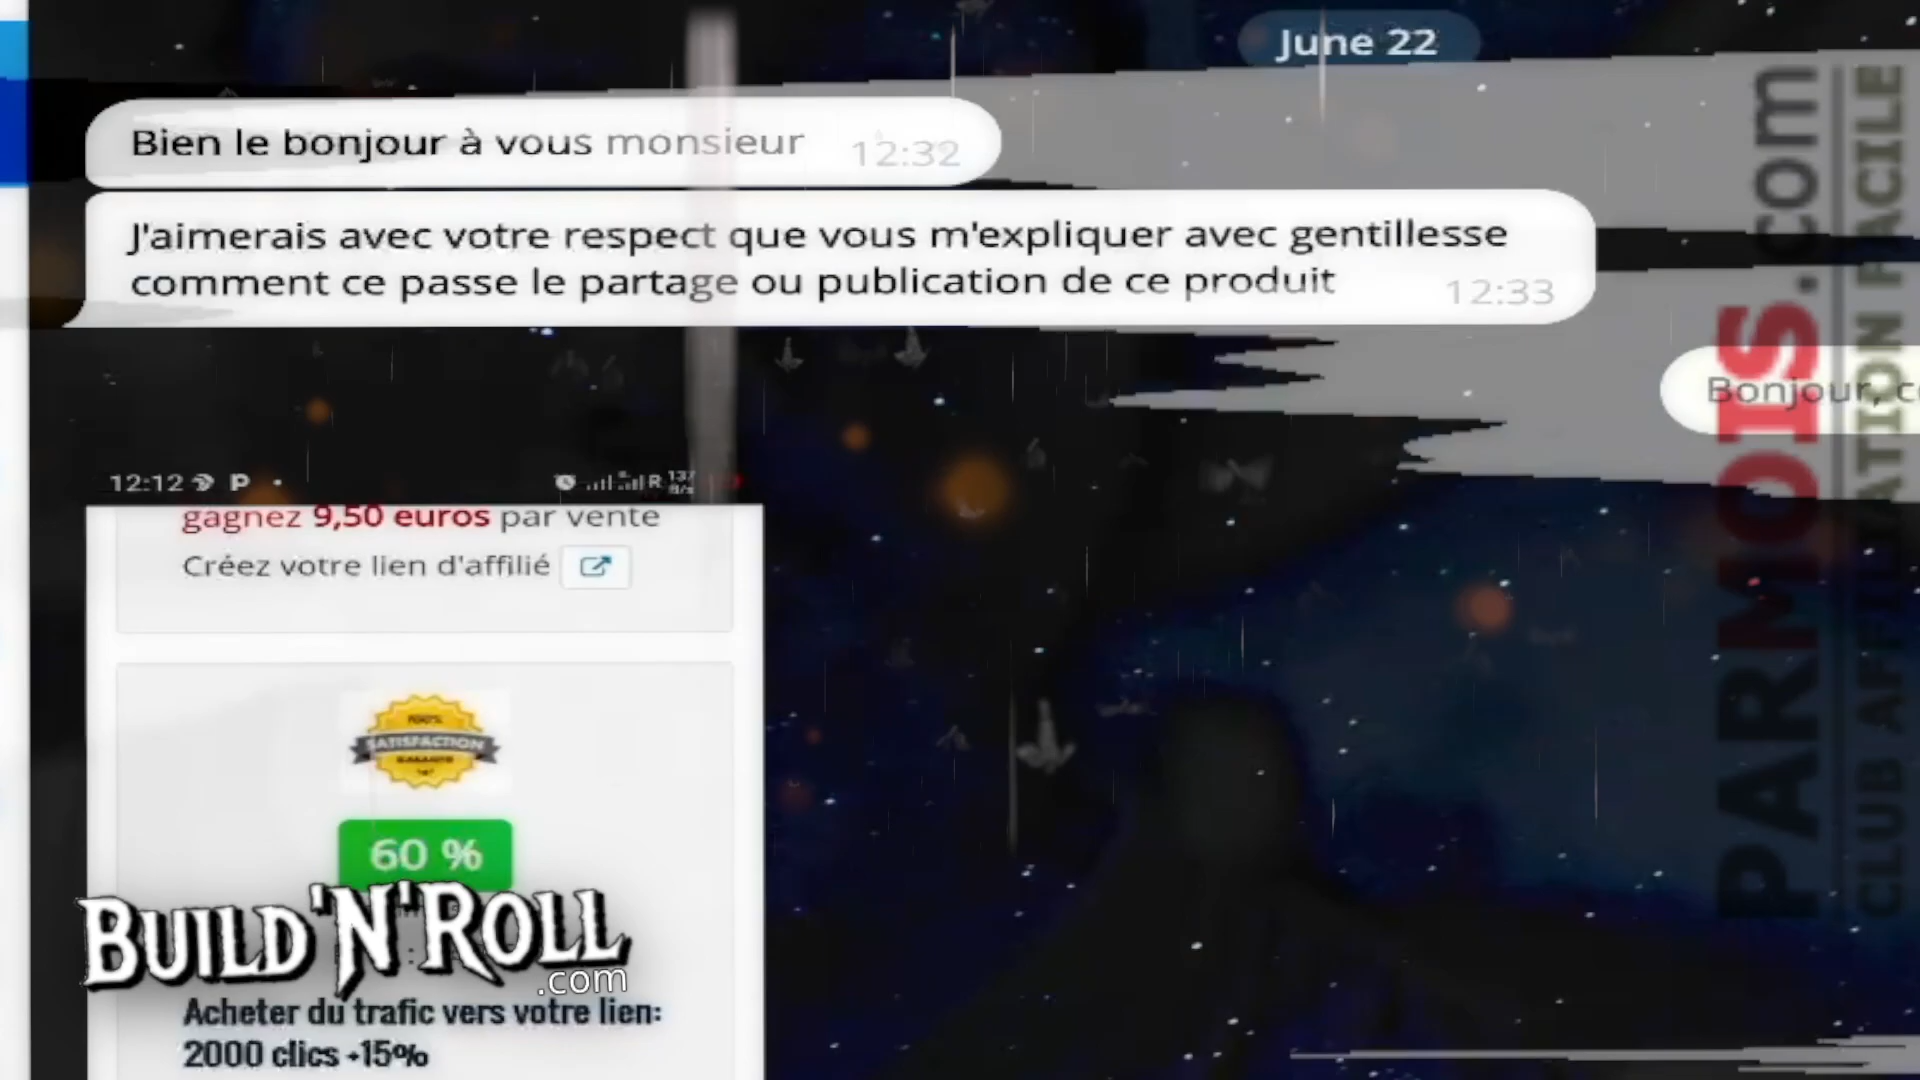 June 22
Bien le bonjour à vous monsieur 12:32
J'aimerais avec votre respect que vous m'expliquer avec gentillesse
comment ce passe le partage ou publication de ce produit 12:33
Bonjour, c
12:12 P
R 137
B/s
gagnez 9,50 euros par vente
Créez votre lien d'affilié
100%
SATISFACTION
60 %
BUILD'N'ROLL
.com
Acheter du trafic vers votre lien:
2000 clics +15%
PARMOIS.com
CLUB AFFILIATION FACILE